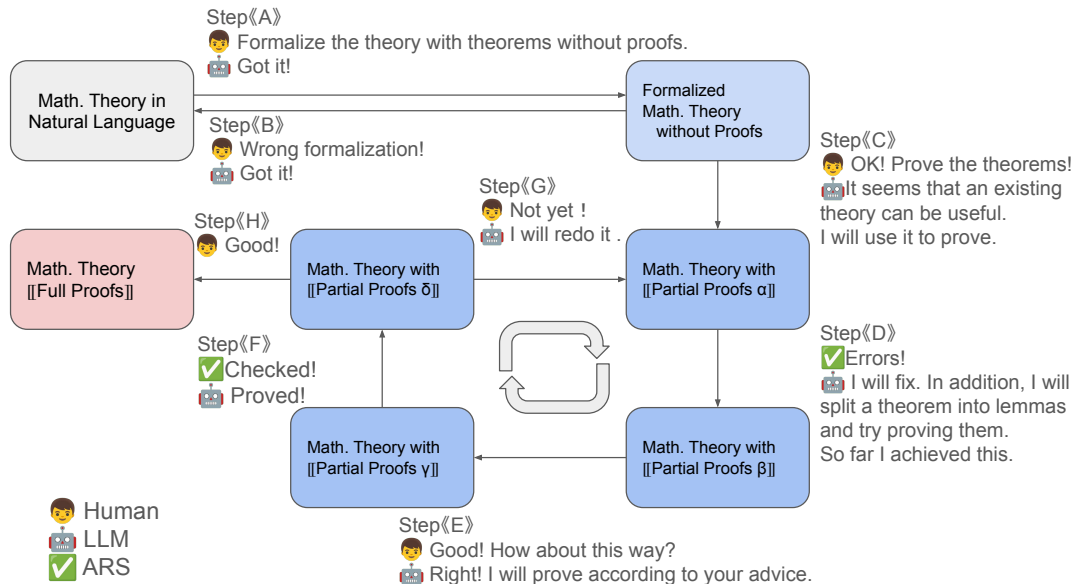 Step《A》
👦 Formalize the theory with theorems without proofs.
🤖 Got it!
Math. Theory in
Natural Language
Formalized
Math. Theory
without Proofs
Step《B》
👦 Wrong formalization!
🤖 Got it!
Step《C》
👦 OK! Prove the theorems!
🤖It seems that an existing
theory can be useful.
I will use it to prove.
Step《G》
👦 Not yet !
🤖 I will redo it .
Step《H》
👦 Good!
Math. Theory
[[Full Proofs]]
Math. Theory with
[[Partial Proofs δ]]
Math. Theory with
[[Partial Proofs α]]
Step《F》
✅Checked!
🤖 Proved!
Step《D》
✅Errors!
🤖 I will fix. In addition, I will
split a theorem into lemmas
and try proving them.
So far I achieved this.
Math. Theory with
[[Partial Proofs γ]]
Math. Theory with
[[Partial Proofs β]]
👦 Human
🤖 LLM
✅ ARS
Step《E》
👦 Good! How about this way?
🤖 Right! I will prove according to your advice.